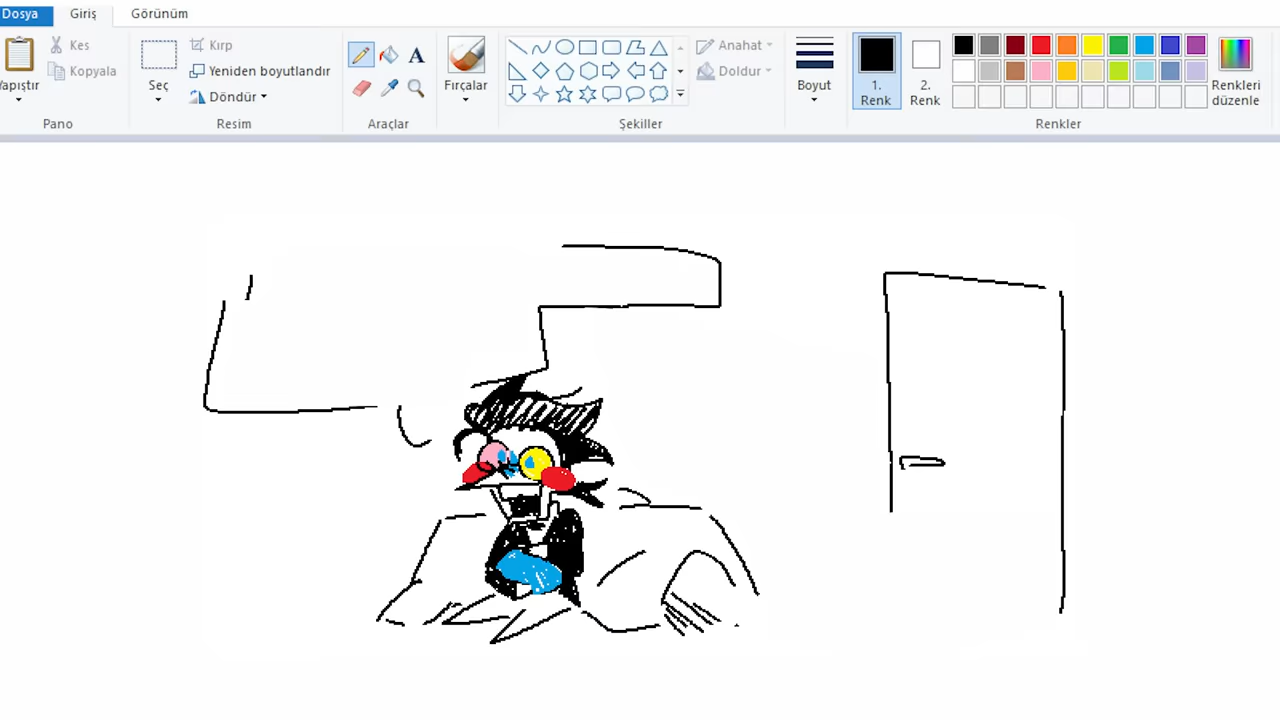 Dosya Giriş Görünüm
Yapıştır
Kes
Kopyala
Pano
Seç
Kırp
Yeniden boyutlandır
Döndür
Resim
A
Araçlar
Fırçalar
Şekiller
Anahat
Doldur
Boyut
1.
Renk
2.
Renk
Renkleri
düzenle
Renkler